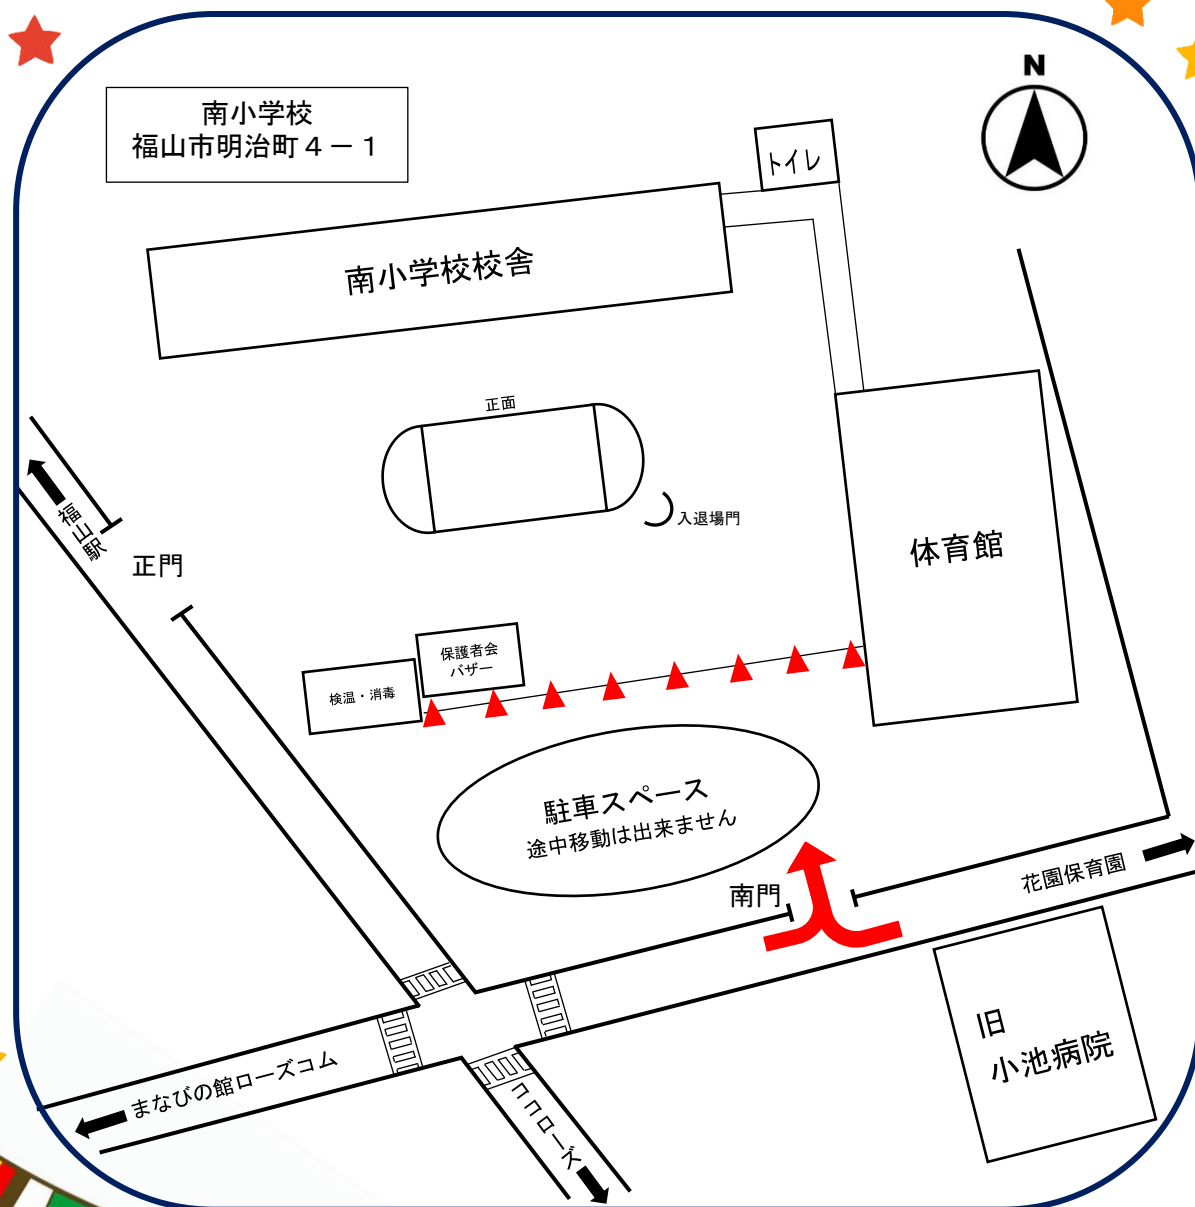 N
南小学校
福山市明治町４－１
トイレ
南小学校校舎
正面
入退場門
体育館
福山駅
正門
保護者会
バザー
検温・消毒
駐車スペース
途中移動は出来ません
南門
花園保育園
旧
小池病院
まなびの館ローズコム
ココローズ